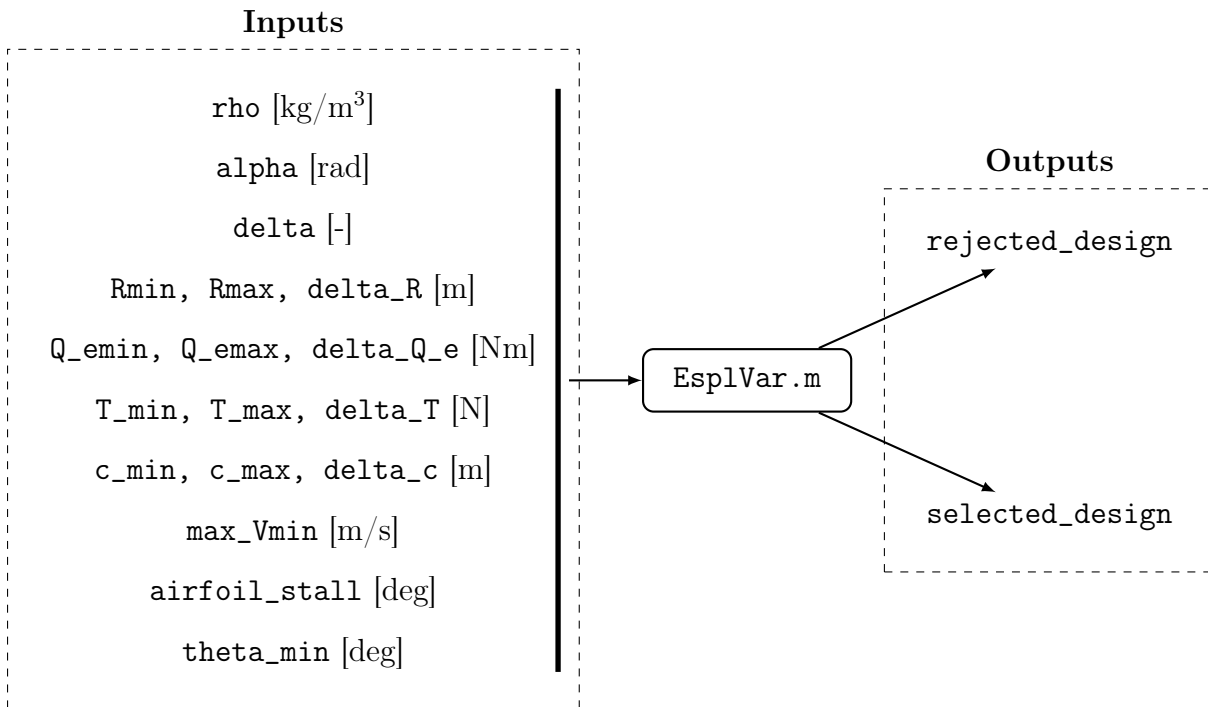 Inputs
rho [kg/m³]
alpha [rad]
delta [-]
Rmin, Rmax, delta_R [m]
Q_emin, Q_emax, delta_Q_e [Nm]
T_min, T_max, delta_T [N]
c_min, c_max, delta_c [m]
max_Vmin [m/s]
airfoil_stall [deg]
theta_min [deg]
EsplVar.m
Outputs
rejected_design
selected_design